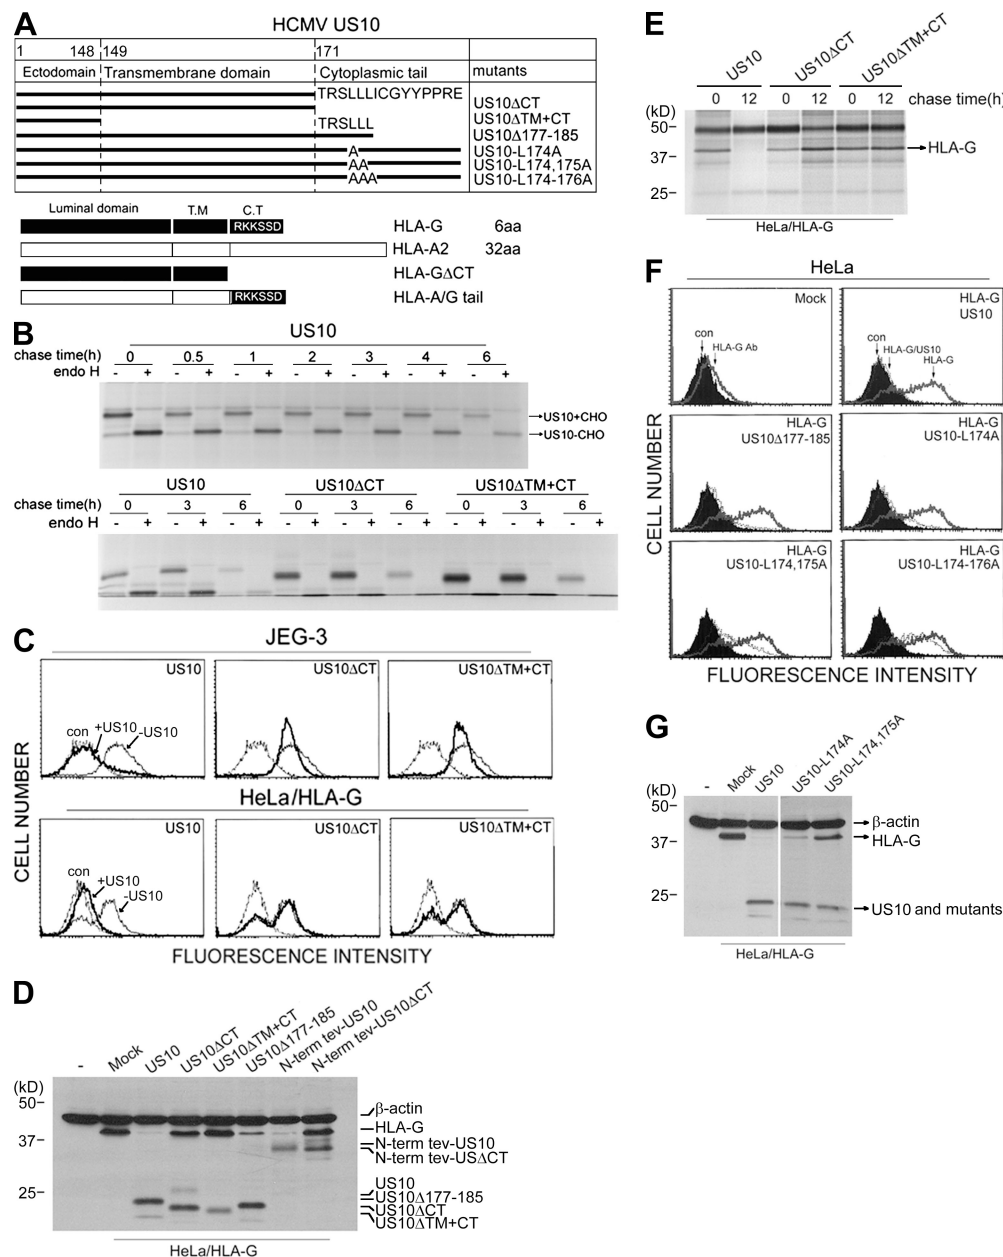 A
HCMV US10
1 148 149 171
Ectodomain Transmembrane domain Cytoplasmic tail mutants
TRSLLLICGYYPPRE
US10ΔCT
US10ΔTM+CT
TRSLLL
US10Δ177-185
A
US10-L174A
AA
US10-L174,175A
AAA
US10-L174-176A
Luminal domain T.M C.T
RKKSSD HLA-G 6aa
HLA-A2 32aa
HLA-GΔCT
RKKSSD HLA-A/G tail
B
US10
chase time(h) 0 0.5 1 2 3 4 6
endo H - + - + - + - + - + - + - +
US10+CHO
US10-CHO
US10 US10ΔCT US10ΔTM+CT
chase time(h) 0 3 6 0 3 6 0 3 6
endo H - + - + - + - + - + - + - + - + - +
C
JEG-3
US10 US10ΔCT US10ΔTM+CT
con +US10 -US10
HeLa/HLA-G
US10 US10ΔCT US10ΔTM+CT
con +US10 -US10
CELL NUMBER
FLUORESCENCE INTENSITY
D
- Mock US10 US10ΔCT US10ΔTM+CT US10Δ177-185 N-term tev-US10 N-term tev-US10ΔCT
(kD)
50
37
25
β-actin
HLA-G
N-term tev-US10
N-term tev-USΔCT
US10
US10Δ177-185
US10ΔCT
US10ΔTM+CT
HeLa/HLA-G
E
US10 US10ΔCT US10ΔTM+CT
0 12 0 12 0 12 chase time(h)
(kD)
50
37
25
HLA-G
HeLa/HLA-G
F
HeLa
Mock
con
HLA-G Ab
HLA-G
US10
con
HLA-G/US10
HLA-G
HLA-G
US10Δ177-185
HLA-G
US10-L174A
HLA-G
US10-L174,175A
HLA-G
US10-L174-176A
CELL NUMBER
FLUORESCENCE INTENSITY
G
- Mock US10 US10-L174A US10-L174,175A
(kD)
50
37
25
β-actin
HLA-G
US10 and mutants
HeLa/HLA-G